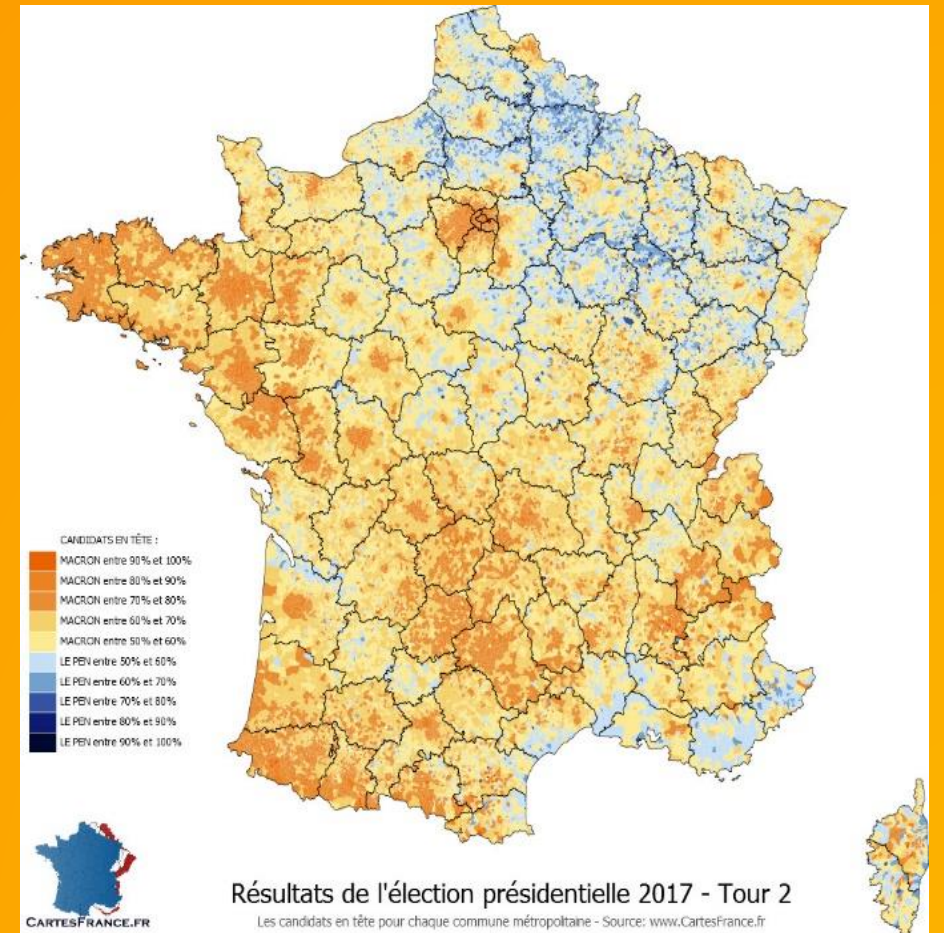 CANDIDATS EN TÊTE :
MACRON entre 90% et 100%
MACRON entre 80% et 90%
MACRON entre 70% et 80%
MACRON entre 60% et 70%
MACRON entre 50% et 60%
LE PEN entre 50% et 60%
LE PEN entre 60% et 70%
LE PEN entre 70% et 80%
LE PEN entre 80% et 90%
LE PEN entre 90% et 100%
CARTESFRANCE.FR
Résultats de l'élection présidentielle 2017 - Tour 2
Les candidats en tête pour chaque commune métropolitaine - Source: www.CartesFrance.fr